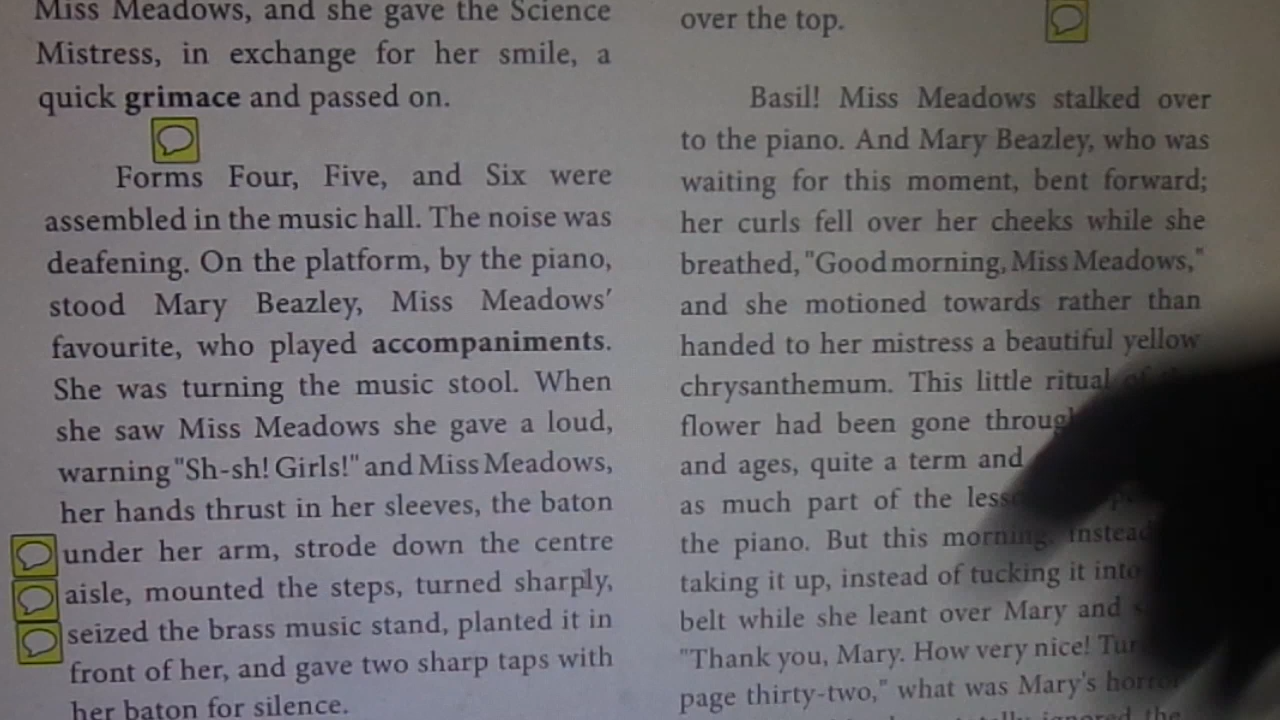 Miss Meadows, and she gave the Science
Mistress, in exchange for her smile, a
quick grimace and passed on.
Forms Four, Five, and Six were
assembled in the music hall. The noise was
deafening. On the platform, by the piano,
stood Mary Beazley, Miss Meadows'
favourite, who played accompaniments.
She was turning the music stool. When
she saw Miss Meadows she gave a loud,
warning "Sh-sh! Girls!" and Miss Meadows,
her hands thrust in her sleeves, the baton
under her arm, strode down the centre
aisle, mounted the steps, turned sharply,
seized the brass music stand, planted it in
front of her, and gave two sharp taps with
her baton for silence.
over the top.
Basil! Miss Meadows stalked over
to the piano. And Mary Beazley, who was
waiting for this moment, bent forward;
her curls fell over her cheeks while she
breathed, "Good morning, Miss Meadows,"
and she motioned towards rather than
handed to her mistress a beautiful yellow
chrysanthemum. This little ritual of
flower had been gone through
and ages, quite a term and
as much part of the
the piano. But this morning, instead
taking it up, instead of tucking it into
belt while she leant over Mary and
"Thank you, Mary. How very nice!
page thirty-two," what was Mary's horror
totally ignored the